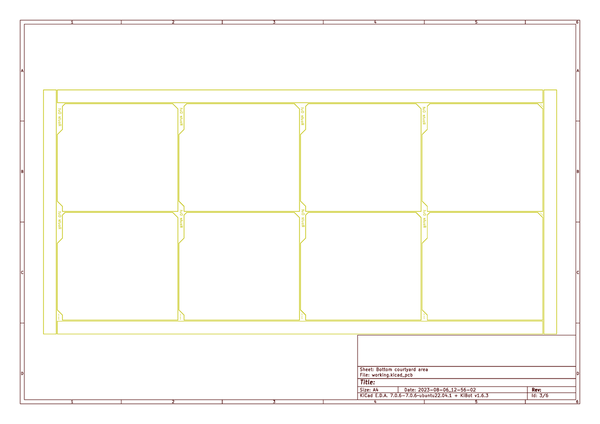 1 2 3 4 5 6
A A
B B
C C
D D
Sheet: Bottom courtyard area
File: working.kicad_pcb
Title:
Size: A4 Date: 2023-08-06_12-56-02 Rev:
KiCad E.D.A. 7.0.6-7.0.6~ubuntu22.04.1 + KiBot v1.6.3 Id: 3/6
1 2 3 4 5 6